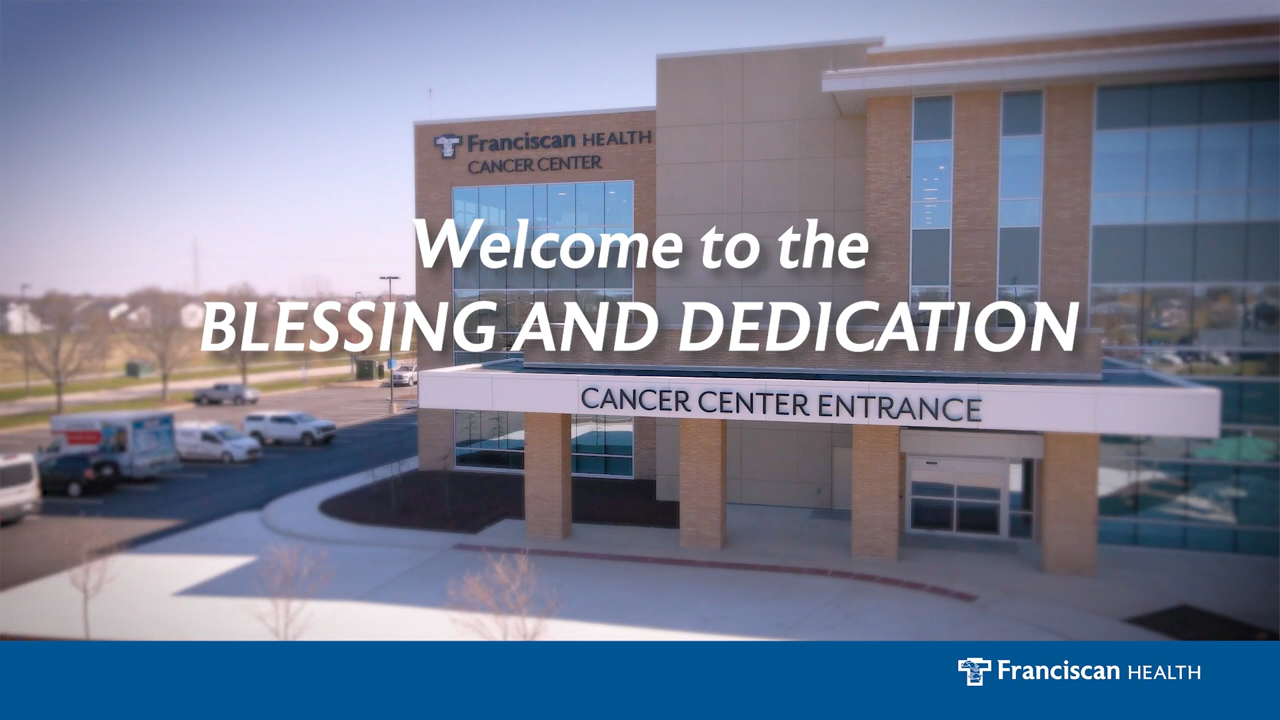 Franciscan HEALTH
CANCER CENTER
Welcome to the
BLESSING AND DEDICATION
CANCER CENTER ENTRANCE
Franciscan HEALTH